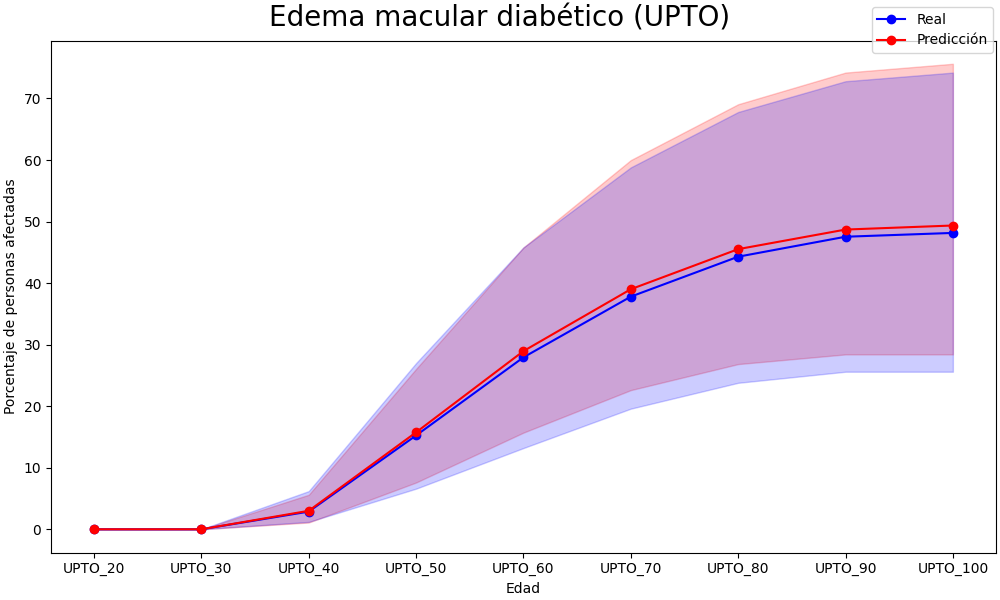 Edema macular diabético (UPTO)
Real
Predicción
Porcentaje de personas afectadas
70
60
50
40
30
20
10
0
UPTO_20 UPTO_30 UPTO_40 UPTO_50 UPTO_60 UPTO_70 UPTO_80 UPTO_90 UPTO_100
Edad